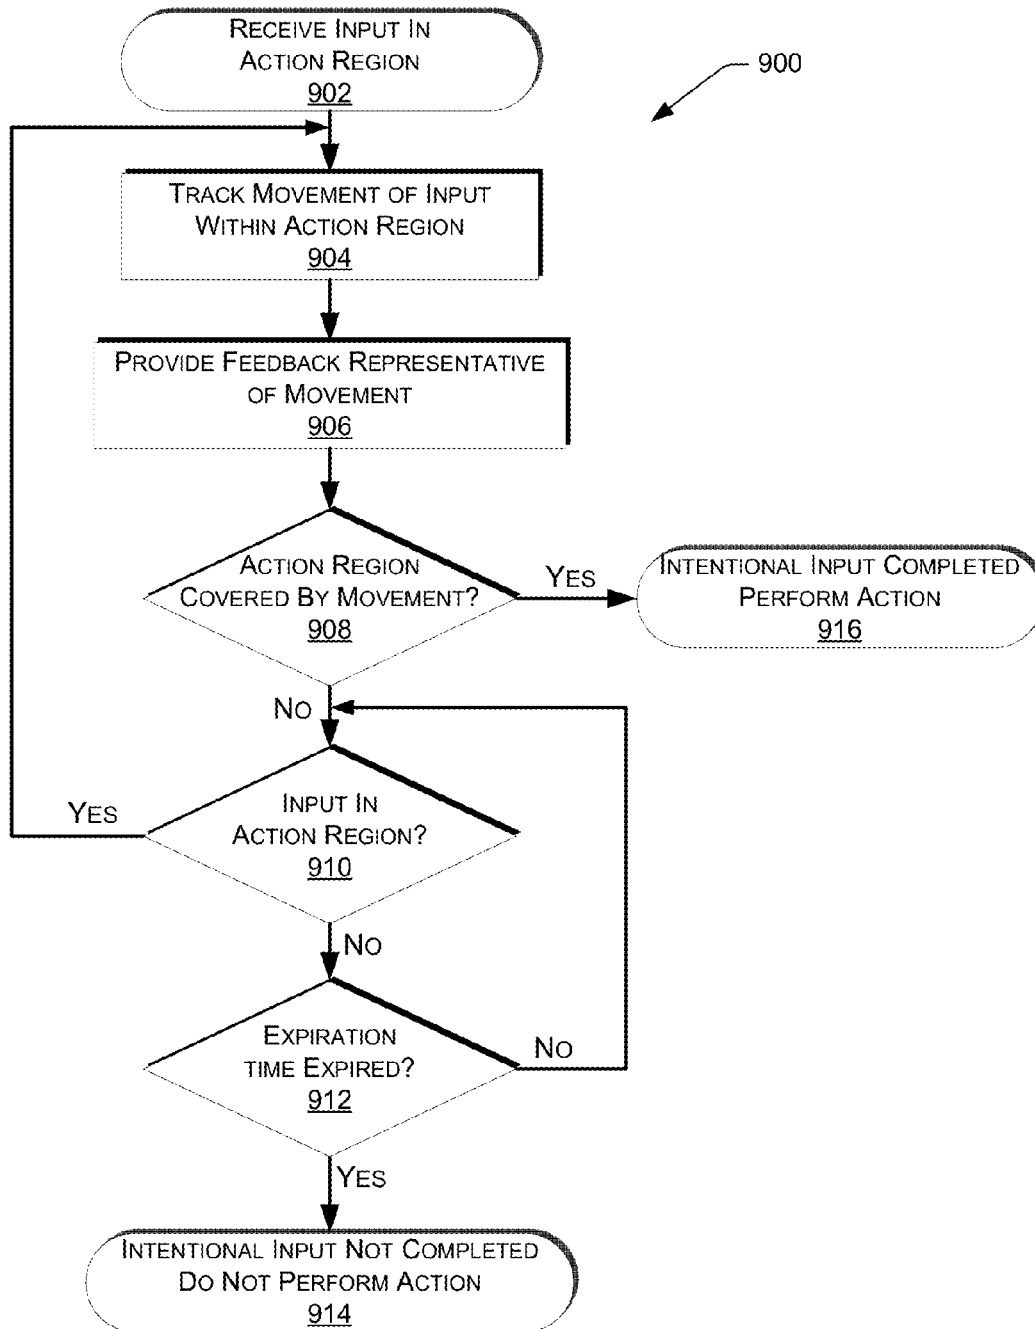 RECEIVE INPUT IN
ACTION REGION
902
900
TRACK MOVEMENT OF INPUT
WITHIN ACTION REGION
904
PROVIDE FEEDBACK REPRESENTATIVE
OF MOVEMENT
906
ACTION REGION
COVERED BY MOVEMENT?
908
YES
INTENTIONAL INPUT COMPLETED
PERFORM ACTION
916
NO
YES
INPUT IN
ACTION REGION?
910
NO
EXPIRATION
TIME EXPIRED?
912
NO
YES
INTENTIONAL INPUT NOT COMPLETED
DO NOT PERFORM ACTION
914